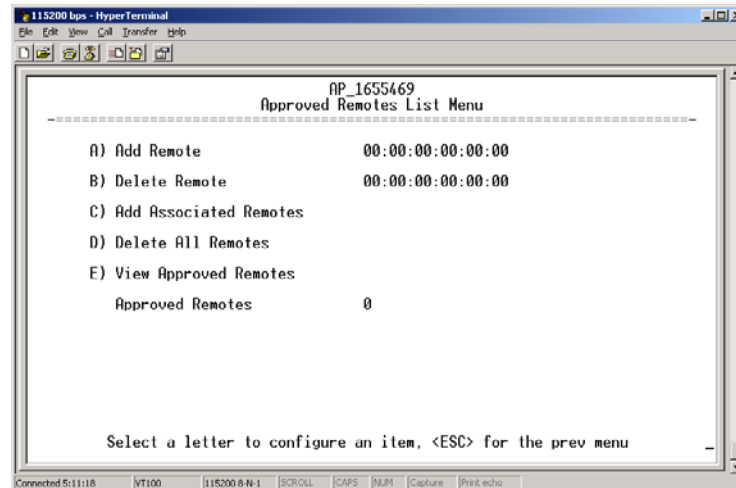 115200 bps - HyperTerminal
File Edit View Call Transfer Help
AP_1655469
Approved Remotes List Menu
-==============================================================================-
A) Add Remote 00:00:00:00:00:00
B) Delete Remote 00:00:00:00:00:00
C) Add Associated Remotes
D) Delete All Remotes
E) View Approved Remotes
Approved Remotes 0
Select a letter to configure an item, <ESC> for the prev menu
Connected 5:11:18 VT100 115200 8-N-1 SCROLL CAPS NUM Capture Print echo